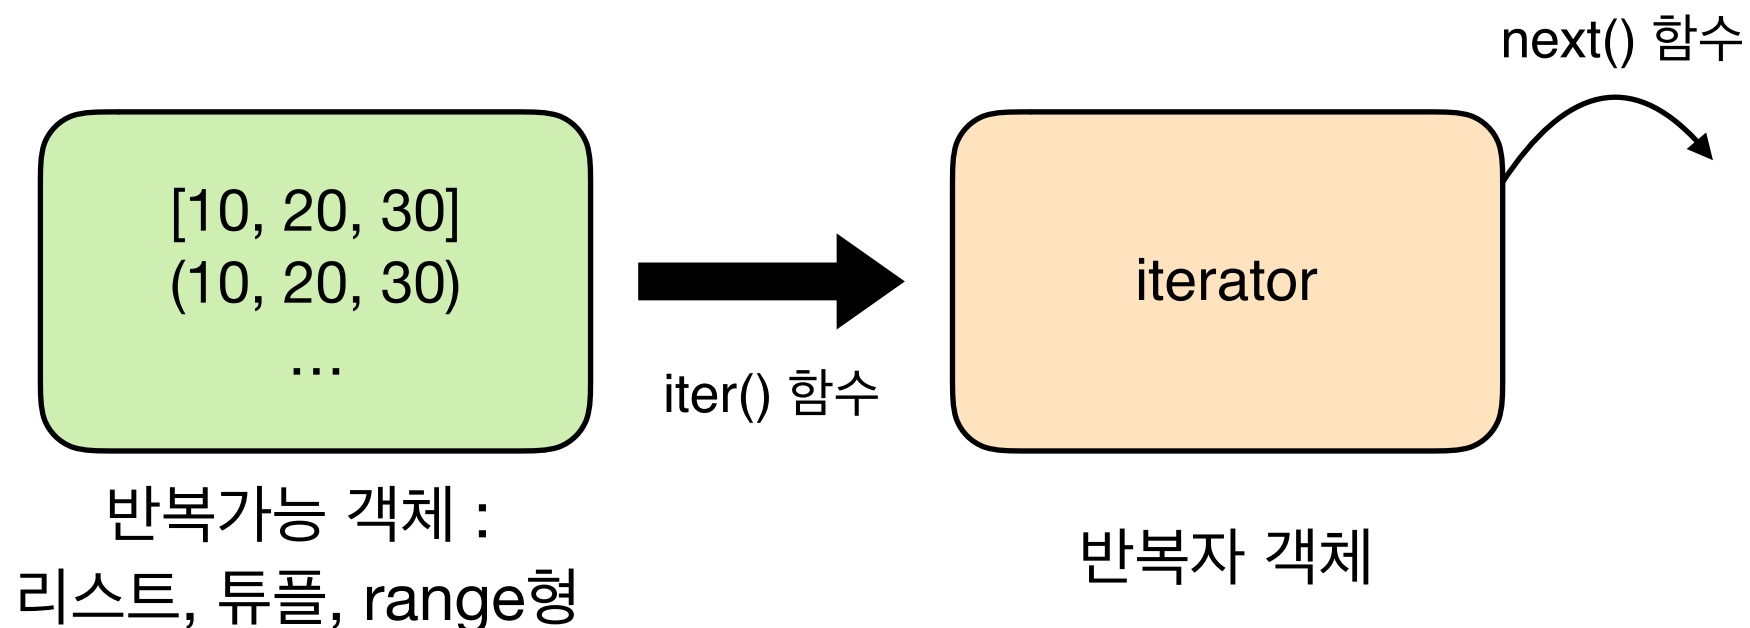 next() 함수
[10, 20, 30]
(10, 20, 30)
...
iterator
iter() 함수
반복가능 객체 :
리스트, 튜플, range형
반복자 객체